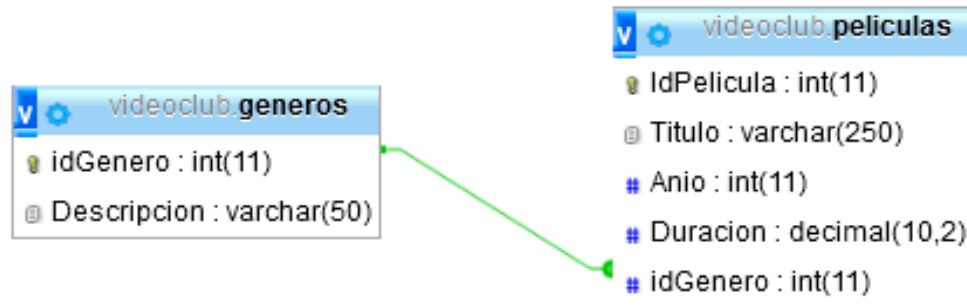 v videoclub.generos
idGenero : int(11)
Descripcion : varchar(50)
v videoclub.peliculas
IdPelicula : int(11)
Titulo : varchar(250)
# Anio : int(11)
# Duracion : decimal(10,2)
# idGenero : int(11)